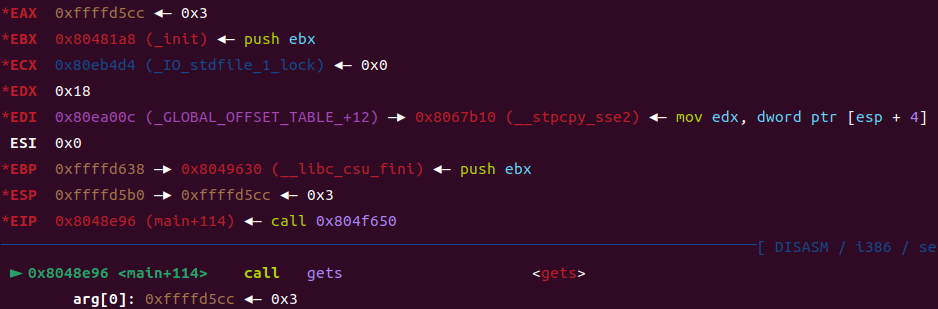 *EAX 0xffffd5cc ◂— 0x3
*EBX 0x80481a8 (_init) ◂— push ebx
*ECX 0x80eb4d4 (_IO_stdfile_1_lock) ◂— 0x0
*EDX 0x18
*EDI 0x80ea00c (_GLOBAL_OFFSET_TABLE_+12) —▸ 0x8067b10 (__stpcpy_sse2) ◂— mov edx, dword ptr [esp + 4]
ESI 0x0
*EBP 0xffffd638 —▸ 0x8049630 (__libc_csu_fini) ◂— push ebx
*ESP 0xffffd5b0 —▸ 0xffffd5cc ◂— 0x3
*EIP 0x8048e96 (main+114) ◂— call 0x804f650
[ DISASM / i386 / se
► 0x8048e96 <main+114> call gets <gets>
arg[0]: 0xffffd5cc ◂— 0x3